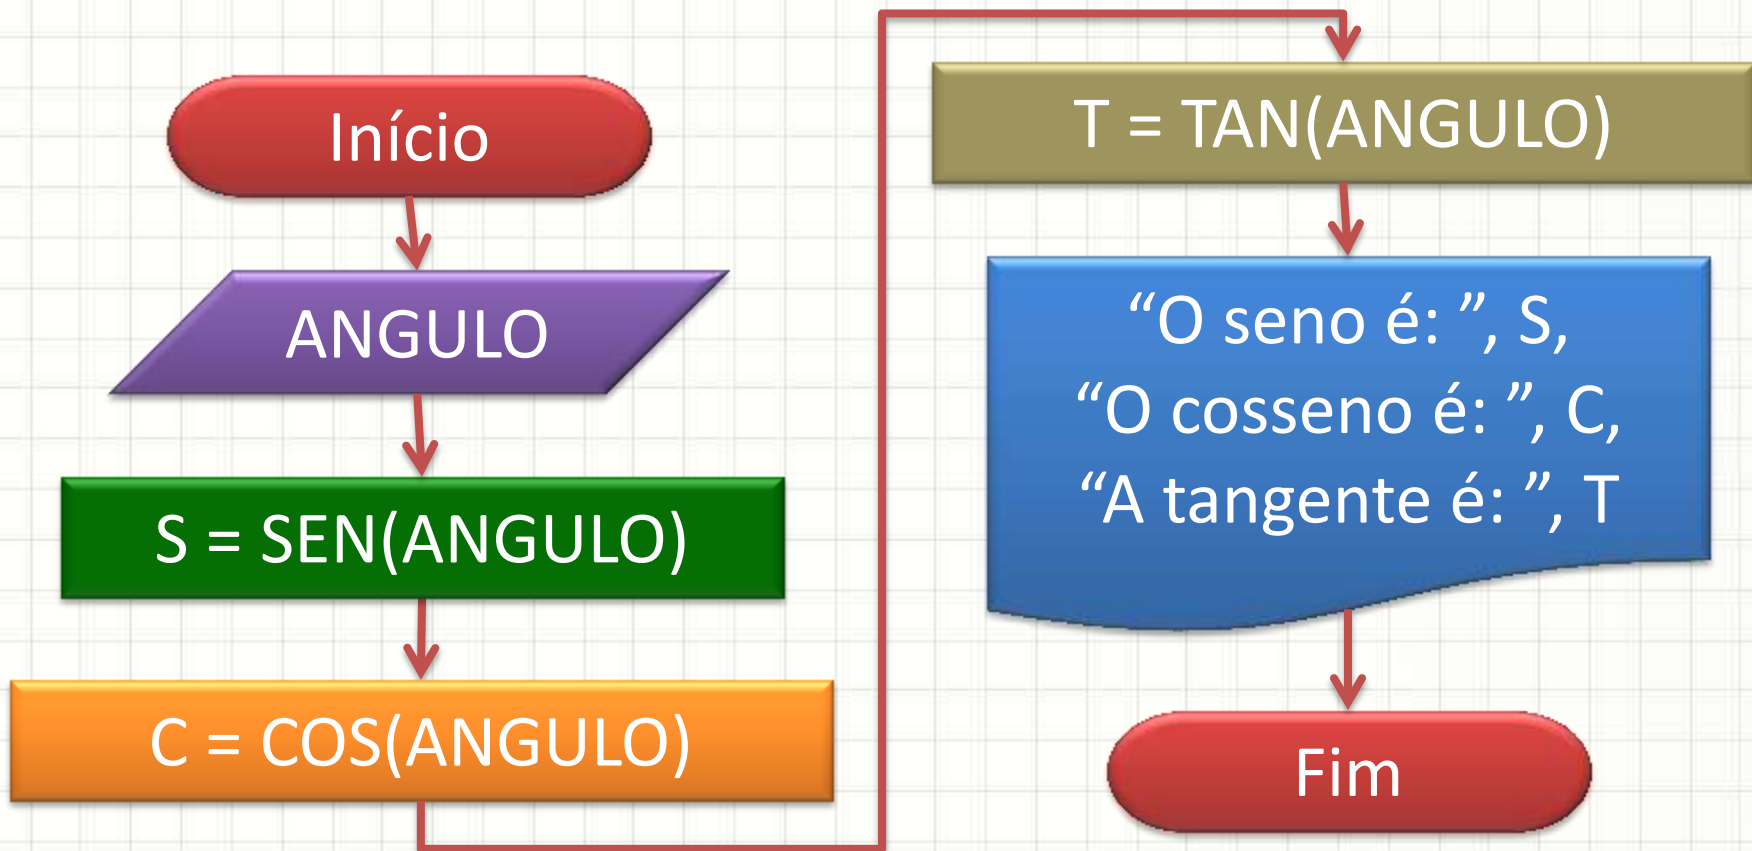 Início
ANGULO
S = SEN(ANGULO)
C = COS(ANGULO)
T = TAN(ANGULO)
“O seno é: ”, S,
“O cosseno é: ”, C,
“A tangente é: ”, T
Fim